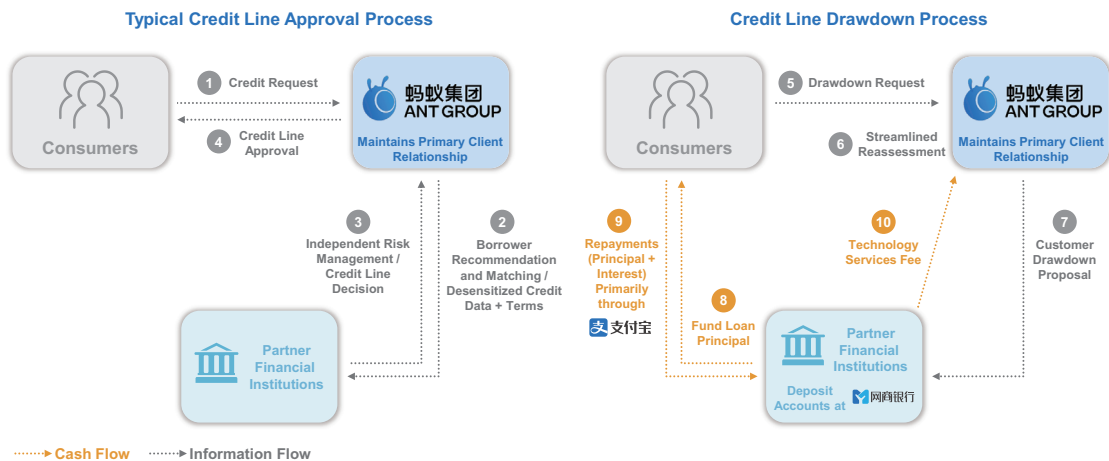 Typical Credit Line Approval Process
Credit Line Drawdown Process
Consumers
1
Credit Request
4
Credit Line
Approval
蚂蚁集团
ANT GROUP
Maintains Primary Client
Relationship
3
Independent Risk
Management /
Credit Line
Decision
2
Borrower
Recommendation
and Matching /
Desensitized Credit
Data + Terms
Partner
Financial
Institutions
Consumers
5
Drawdown Request
6
Streamlined
Reassessment
蚂蚁集团
ANT GROUP
Maintains Primary Client
Relationship
9
Repayments
(Principal +
Interest)
Primarily
through
支付宝
8
Fund Loan
Principal
10
Technology
Services Fee
7
Customer
Drawdown
Proposal
Partner
Financial
Institutions
Deposit
Accounts at
网商银行
Cash Flow
Information Flow